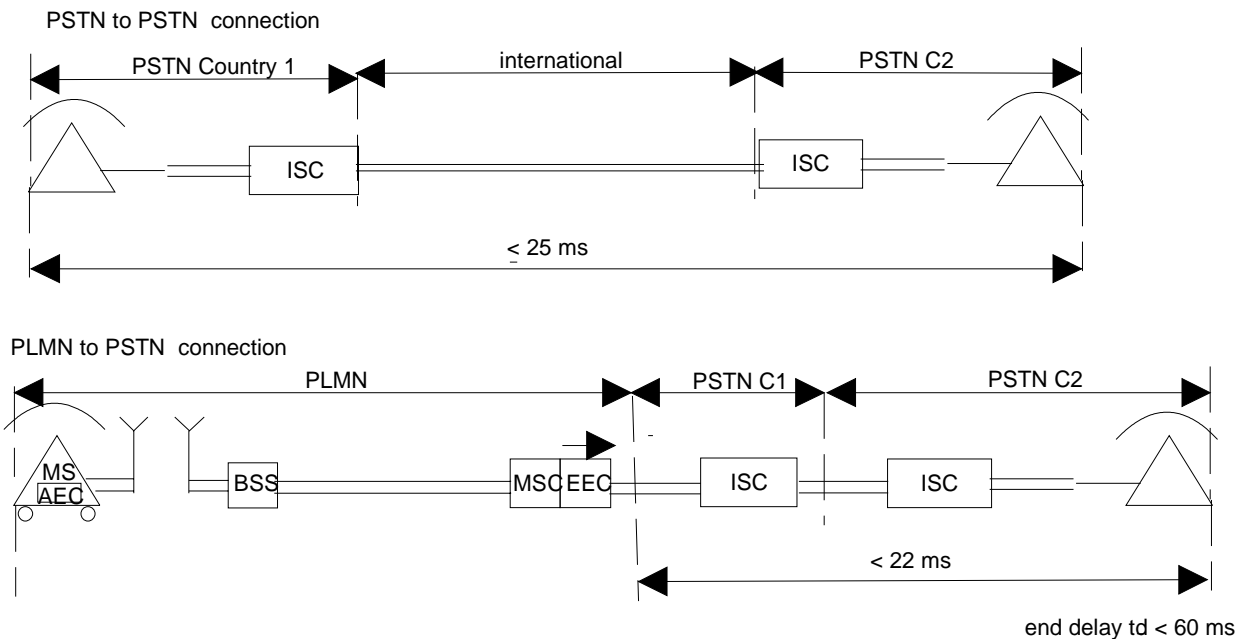 PSTN to PSTN connection
PSTN Country 1
international
PSTN C2
ISC
ISC
< 25 ms
PLMN to PSTN connection
PLMN
PSTN C1
PSTN C2
MS
AEC
BSS
MSC
EEC
ISC
ISC
< 22 ms
end delay td < 60 ms